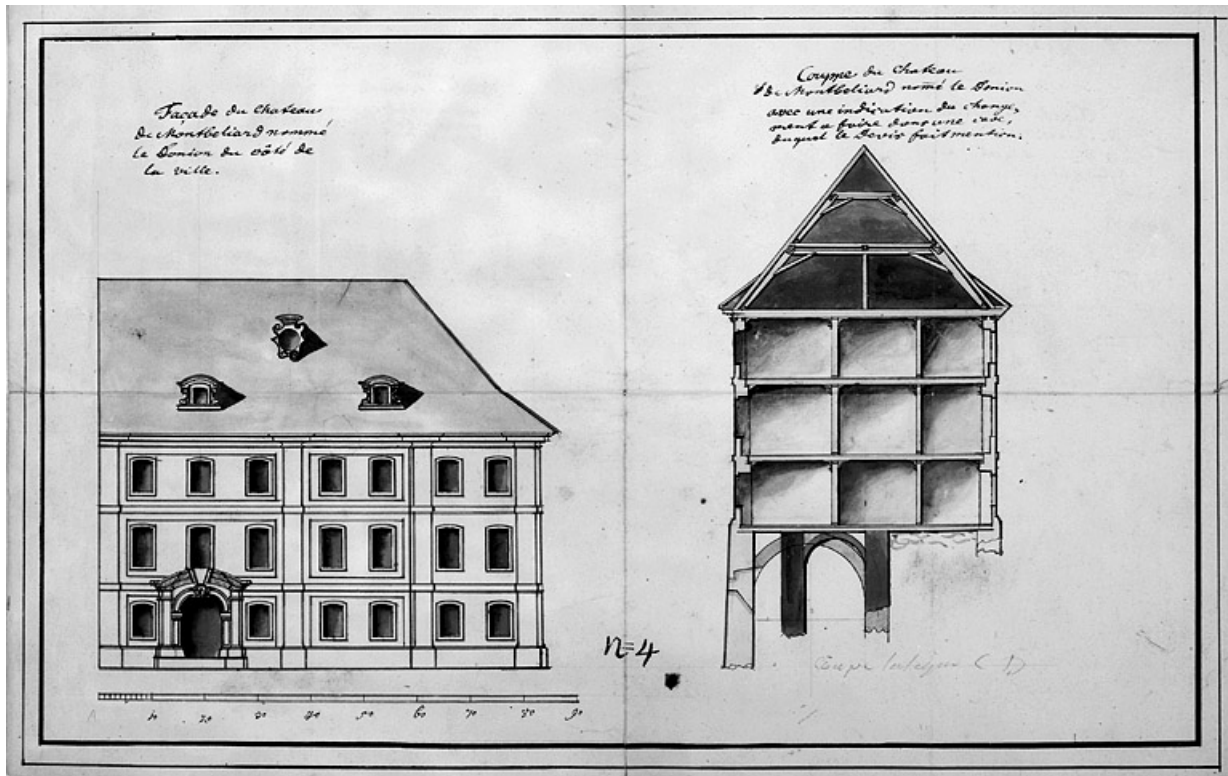 Façade du Chateau
de Montbeliard nommé
le Donion du côté de
la ville.
Couppe du Chateau
de Montbeliard nomé le Donion
avec une indication du change,
ment a faire dans une cave,
duquel le Devis fait mention.
n=4
10 20 30 40 50 60 70 80 90
Coupe